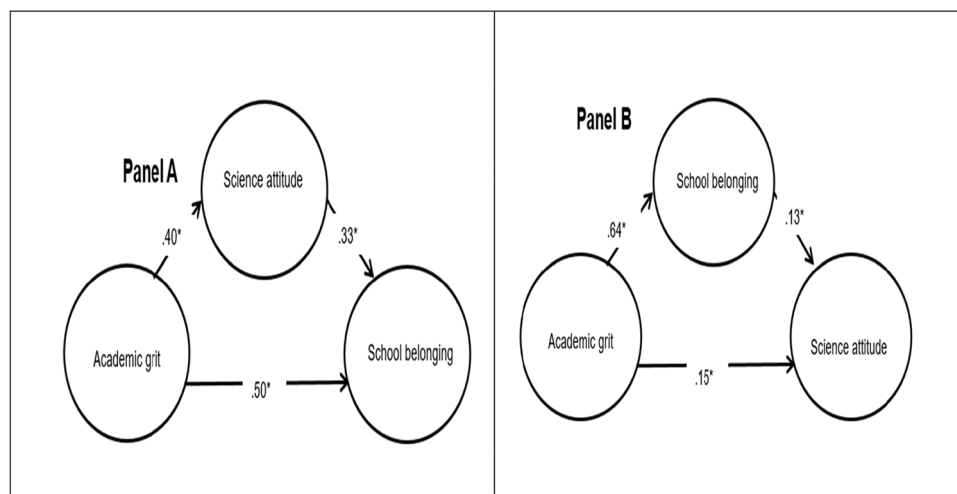 Panel A
Science attitude
.40*
.33*
Academic grit
School belonging
.50*
Panel B
School belonging
.64*
.13*
Academic grit
Science attitude
.15*